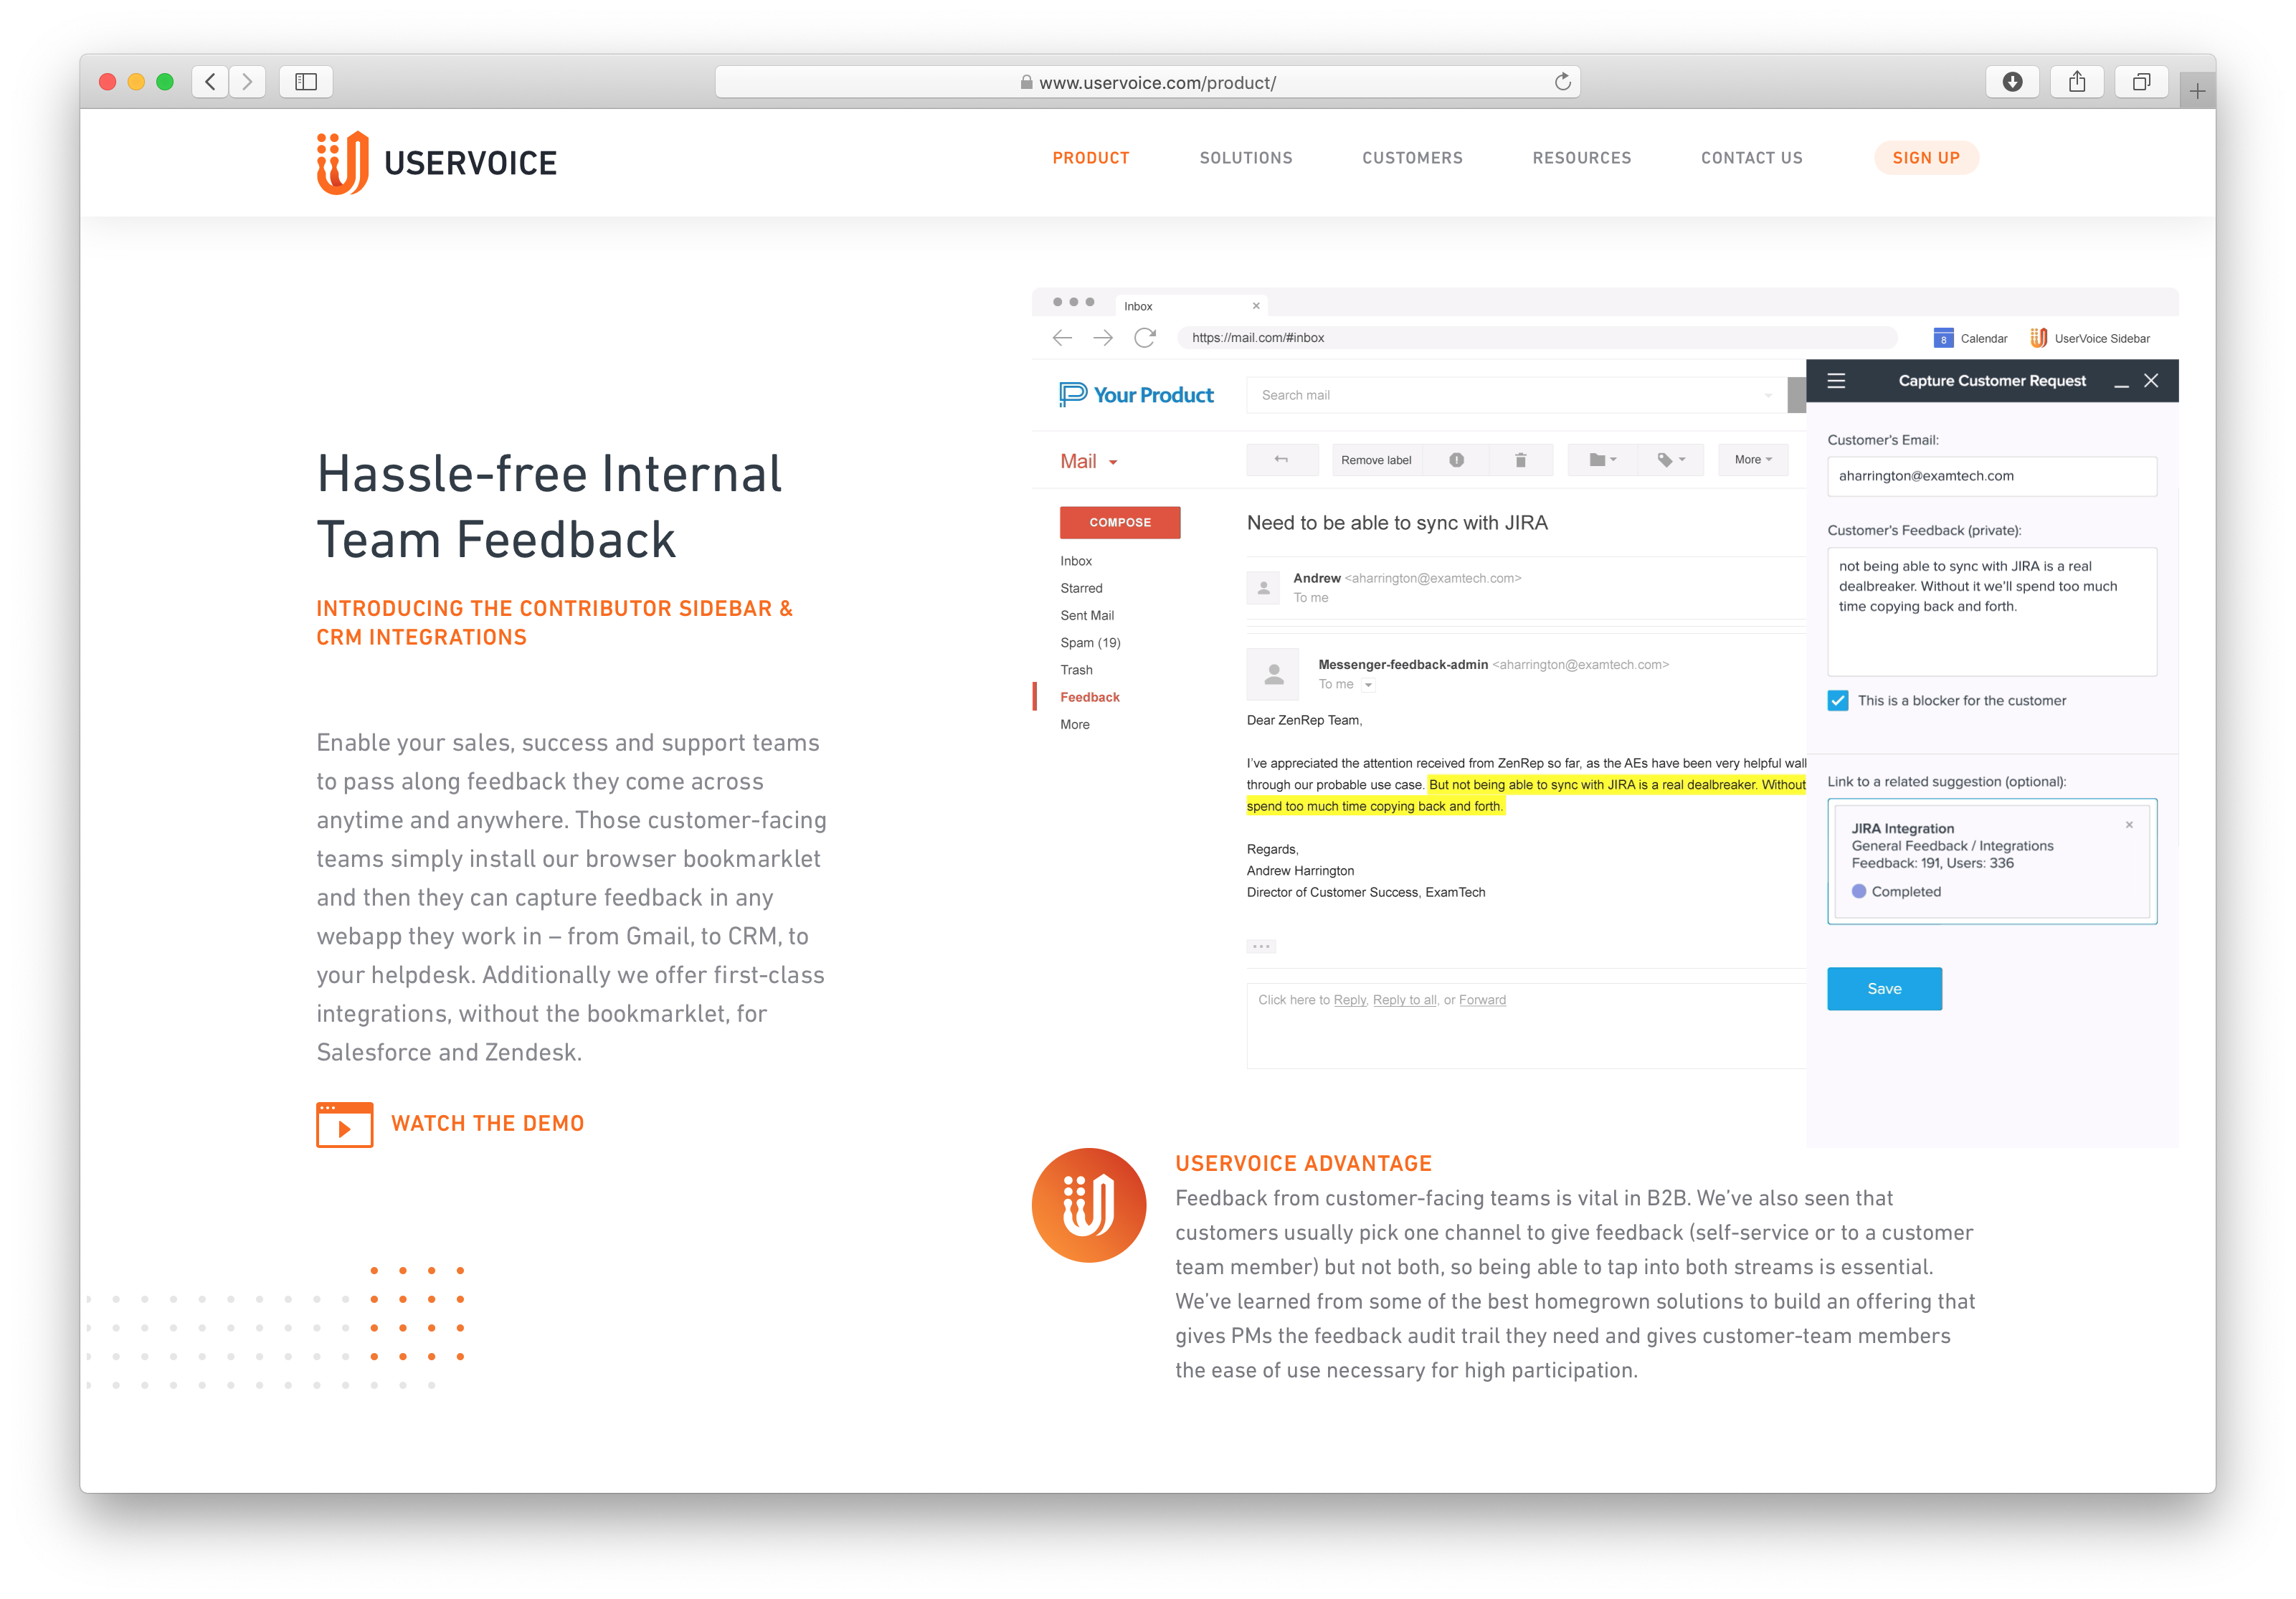 www.uservoice.com/product/
USERVOICE
PRODUCT
SOLUTIONS
CUSTOMERS
RESOURCES
CONTACT US
SIGN UP
Hassle-free Internal
Team Feedback
INTRODUCING THE CONTRIBUTOR SIDEBAR &
CRM INTEGRATIONS
Enable your sales, success and support teams
to pass along feedback they come across
anytime and anywhere. Those customer-facing
teams simply install our browser bookmarklet
and then they can capture feedback in any
webapp they work in – from Gmail, to CRM, to
your helpdesk. Additionally we offer first-class
integrations, without the bookmarklet, for
Salesforce and Zendesk.
WATCH THE DEMO
Inbox
https://mail.com/#inbox
8
Calendar
UserVoice Sidebar
Your Product
Search mail
Mail
Remove label
More
COMPOSE
Inbox
Starred
Sent Mail
Spam (19)
Trash
Feedback
More
Need to be able to sync with JIRA
Andrew <aharrington@examtech.com>
To me
Messenger-feedback-admin <aharrington@examtech.com>
To me
Dear ZenRep Team,
I've appreciated the attention received from ZenRep so far, as the AEs have been very helpful wall
through our probable use case. But not being able to sync with JIRA is a real dealbreaker. Without
spend too much time copying back and forth.
Regards,
Andrew Harrington
Director of Customer Success, ExamTech
Click here to Reply, Reply to all, or Forward
Capture Customer Request
Customer's Email:
aharrington@examtech.com
Customer's Feedback (private):
not being able to sync with JIRA is a real
dealbreaker. Without it we'll spend too much
time copying back and forth.
This is a blocker for the customer
Link to a related suggestion (optional):
JIRA Integration
General Feedback / Integrations
Feedback: 191, Users: 336
Completed
Save
USERVOICE ADVANTAGE
Feedback from customer-facing teams is vital in B2B. We've also seen that
customers usually pick one channel to give feedback (self-service or to a customer
team member) but not both, so being able to tap into both streams is essential.
We've learned from some of the best homegrown solutions to build an offering that
gives PMs the feedback audit trail they need and gives customer-team members
the ease of use necessary for high participation.